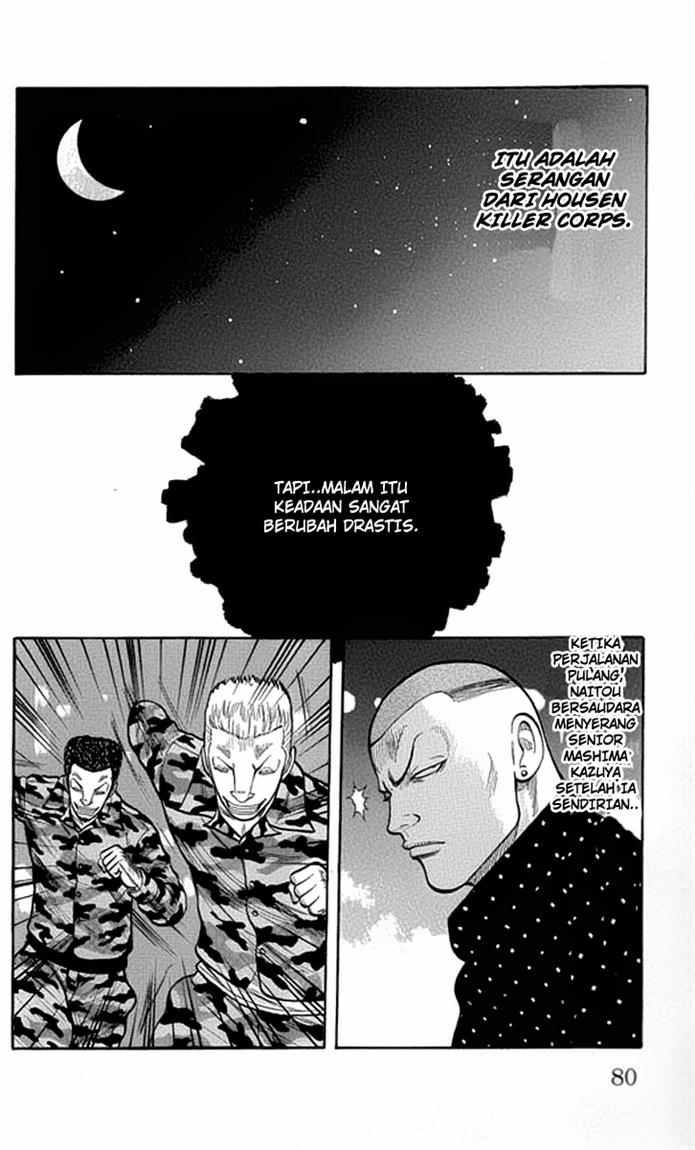 ITU ADALAH
SERANGAN
DARI HOUSEN
KILLER CORPS.
TAPI..MALAM ITU
KEADAAN SANGAT
BERUBAH DRASTIS.
KETIKA
PERJALANAN
PULANG,
NAITOU
BERSAUDARA
MENYERANG
SENIOR
MASHIMA
KAZUYA
SETELAH IA
SENDIRIAN..
80